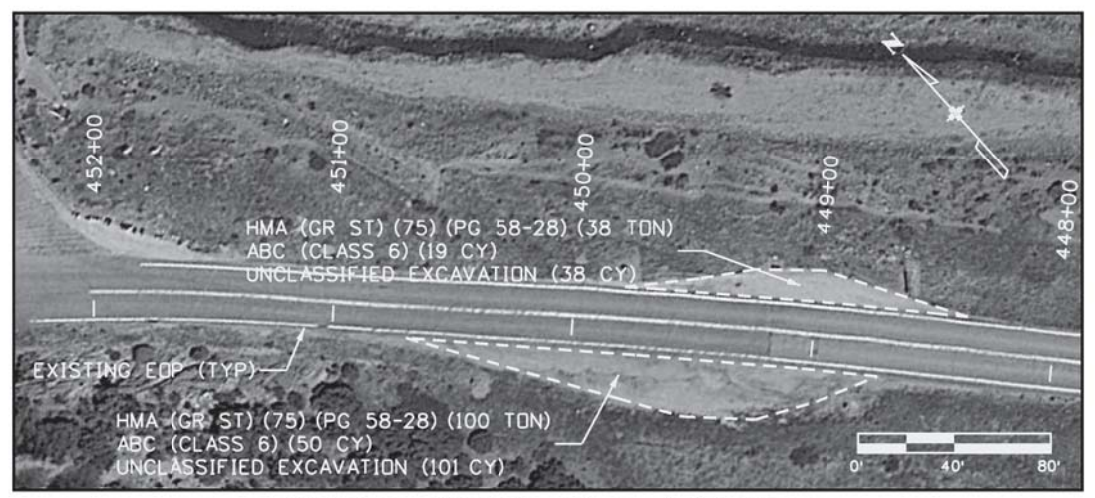 452+00
451+00
450+00
449+00
448+00
N
HMA (GR ST) (75) (PG 58-28) (38 TON)
ABC (CLASS 6) (19 CY)
UNCLASSIFIED EXCAVATION (38 CY)
EXISTING EOP (TYP)
HMA (GR ST) (75) (PG 58-28) (100 TON)
ABC (CLASS 6) (50 CY)
UNCLASSIFIED EXCAVATION (101 CY)
0' 40' 80'